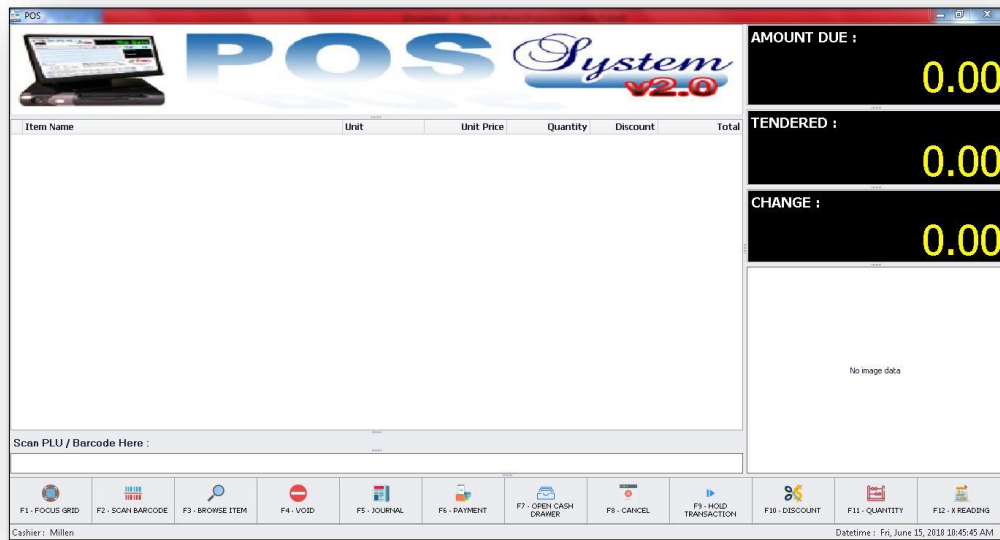 POS
POS System
v2.0
AMOUNT DUE :
0.00
Item Name Unit Unit Price Quantity Discount Total
TENDERED :
0.00
CHANGE :
0.00
No image data
Scan PLU / Barcode Here :
F1 - FOCUS GRID
F2 - SCAN BARCODE
F3 - BROWSE ITEM
F4 - VOID
F5 - JOURNAL
F6 - PAYMENT
F7 - OPEN CASH
DRAWER
F8 - CANCEL
F9 - HOLD
TRANSACTION
F10 - DISCOUNT
F11 - QUANTITY
F12 - X READING
Cashier : Millen
Datetime : Fri, June 15, 2018 10:45:45 AM